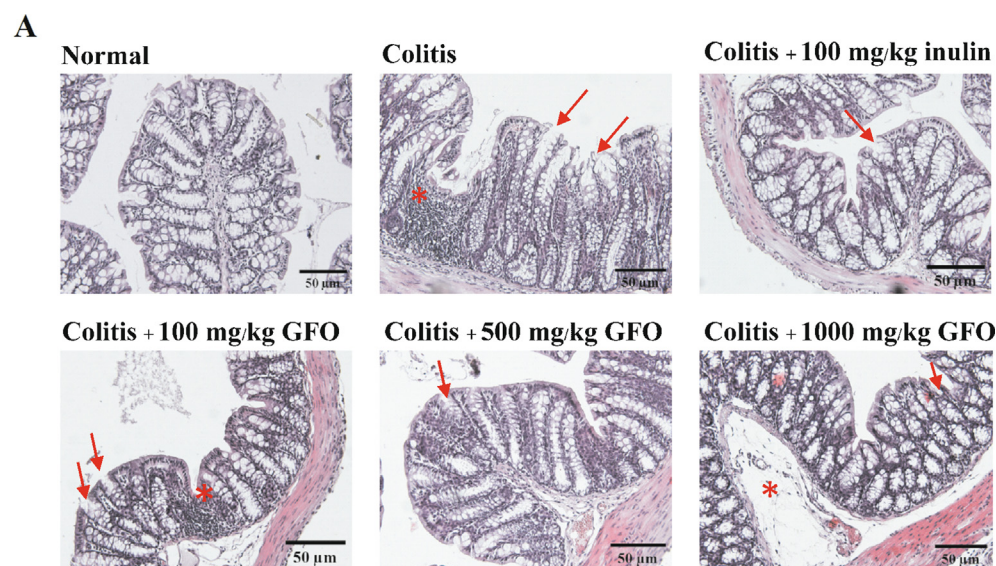 A
Normal
Colitis
Colitis + 100 mg/kg inulin
50 µm
50 µm
50 µm
Colitis + 100 mg/kg GFO
Colitis + 500 mg/kg GFO
Colitis + 1000 mg/kg GFO
*
*
*
*
50 µm
50 µm
50 µm